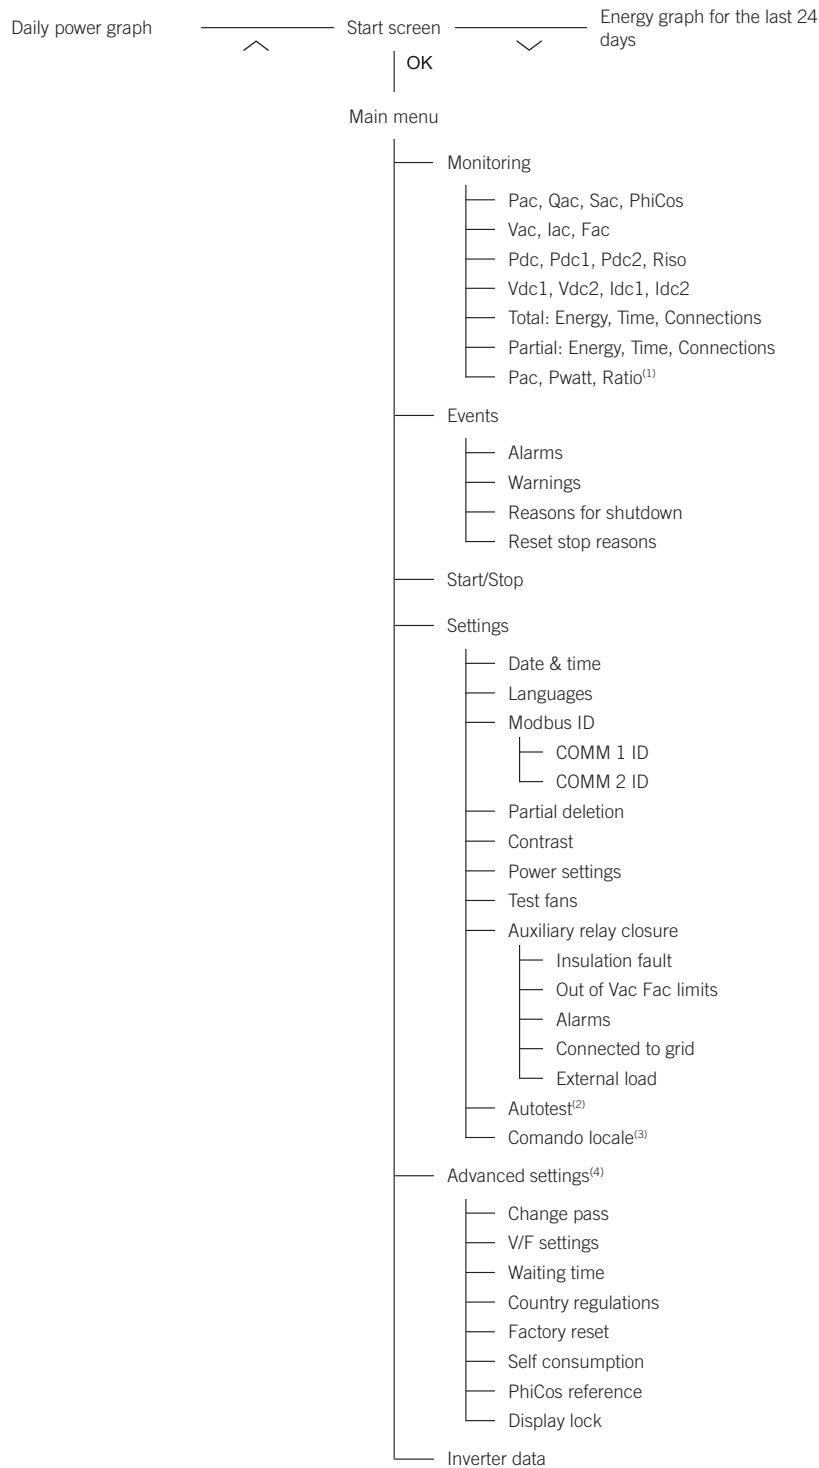 Daily power graph
Start screen
Energy graph for the last 24
days
OK
Main menu
Monitoring
Pac, Qac, Sac, PhiCos
Vac, Iac, Fac
Pdc, Pdc1, Pdc2, Riso
Vdc1, Vdc2, Idc1, Idc2
Total: Energy, Time, Connections
Partial: Energy, Time, Connections
Pac, Pwatt, Ratio(1)
Events
Alarms
Warnings
Reasons for shutdown
Reset stop reasons
Start/Stop
Settings
Date & time
Languages
Modbus ID
COMM 1 ID
COMM 2 ID
Partial deletion
Contrast
Power settings
Test fans
Auxiliary relay closure
Insulation fault
Out of Vac Fac limits
Alarms
Connected to grid
External load
Autotest(2)
Comando locale(3)
Advanced settings(4)
Change pass
V/F settings
Waiting time
Country regulations
Factory reset
Self consumption
PhiCos reference
Display lock
Inverter data